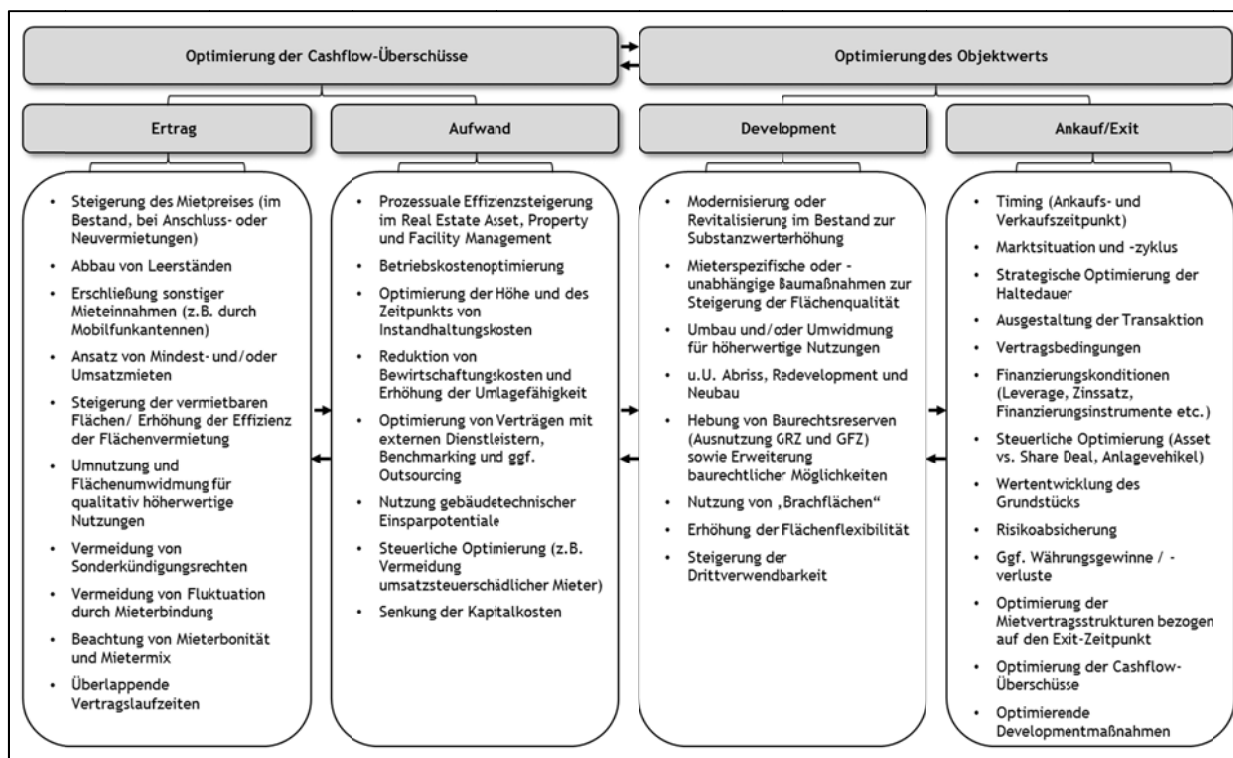 Optimierung der Cashflow-Überschüsse
Optimierung des Objektwerts
Ertrag
Aufwand
Development
Ankauf/Exit
• Steigerung des Mietpreises (im
Bestand, bei Anschluss- oder
Neuvermietungen)
• Abbau von Leerständen
• Erschließung sonstiger
Mieteinnahmen (z.B. durch
Mobilfunkantennen)
• Ansatz von Mindest- und/oder
Umsatzmieten
• Steigerung der vermietbaren
Flächen/ Erhöhung der Effizienz
der Flächenvermietung
• Umnutzung und
Flächenumwidmung für
qualitativ höherwertige
Nutzungen
• Vermeidung von
Sonderkündigungsrechten
• Vermeidung von Fluktuation
durch Mieterbindung
• Beachtung von Mieterbonität
und Mietermix
• Überlappende
Vertragslaufzeiten
• Prozessuale Effizenzsteigerung
im Real Estate Asset, Property
und Facility Management
• Betriebskostenoptimierung
• Optimierung der Höhe und des
Zeitpunkts von
Instandhaltungskosten
• Reduktion von
Bewirtschaftungskosten und
Erhöhung der Umlagefähigkeit
• Optimierung von Verträgen mit
externen Dienstleistern,
Benchmarking und ggf.
Outsourcing
• Nutzung gebäudetechnischer
Einsparpotentiale
• Steuerliche Optimierung (z.B.
Vermeidung
umsatzsteuerschädlicher Mieter)
• Senkung der Kapitalkosten
• Modernisierung oder
Revitalisierung im Bestand zur
Substanzwerterhöhung
• Mieterspezifische oder -
unabhängige Baumaßnahmen zur
Steigerung der Flächenqualität
• Umbau und/oder Umwidmung
für höherwertige Nutzungen
• u.U. Abriss, Redevelopment und
Neubau
• Hebung von Baurechtsreserven
(Ausnutzung GRZ und GFZ)
sowie Erweiterung
baurechtlicher Möglichkeiten
• Nutzung von „Brachflächen“
• Erhöhung der Flächenflexibilität
• Steigerung der
Drittverwendbarkeit
• Timing (Ankaufs- und
Verkaufszeitpunkt)
• Marktsituation und -zyklus
• Strategische Optimierung der
Haltedauer
• Ausgestaltung der Transaktion
• Vertragsbedingungen
• Finanzierungskonditionen
(Leverage, Zinssatz,
Finanzierungsinstrumente etc.)
• Steuerliche Optimierung (Asset
vs. Share Deal, Anlagevehikel)
• Wertentwicklung des
Grundstücks
• Risikoabsicherung
• Ggf. Währungsgewinne / -
verluste
• Optimierung der
Mietvertragsstrukturen bezogen
auf den Exit-Zeitpunkt
• Optimierung der Cashflow-
Überschüsse
• Optimierende
Developmentmaßnahmen